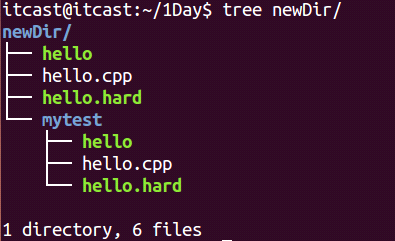 itcast@itcast:~/1Day$ tree newDir/
newDir/
├── hello
├── hello.cpp
├── hello.hard
└── mytest
    ├── hello
    ├── hello.cpp
    └── hello.hard

1 directory, 6 files